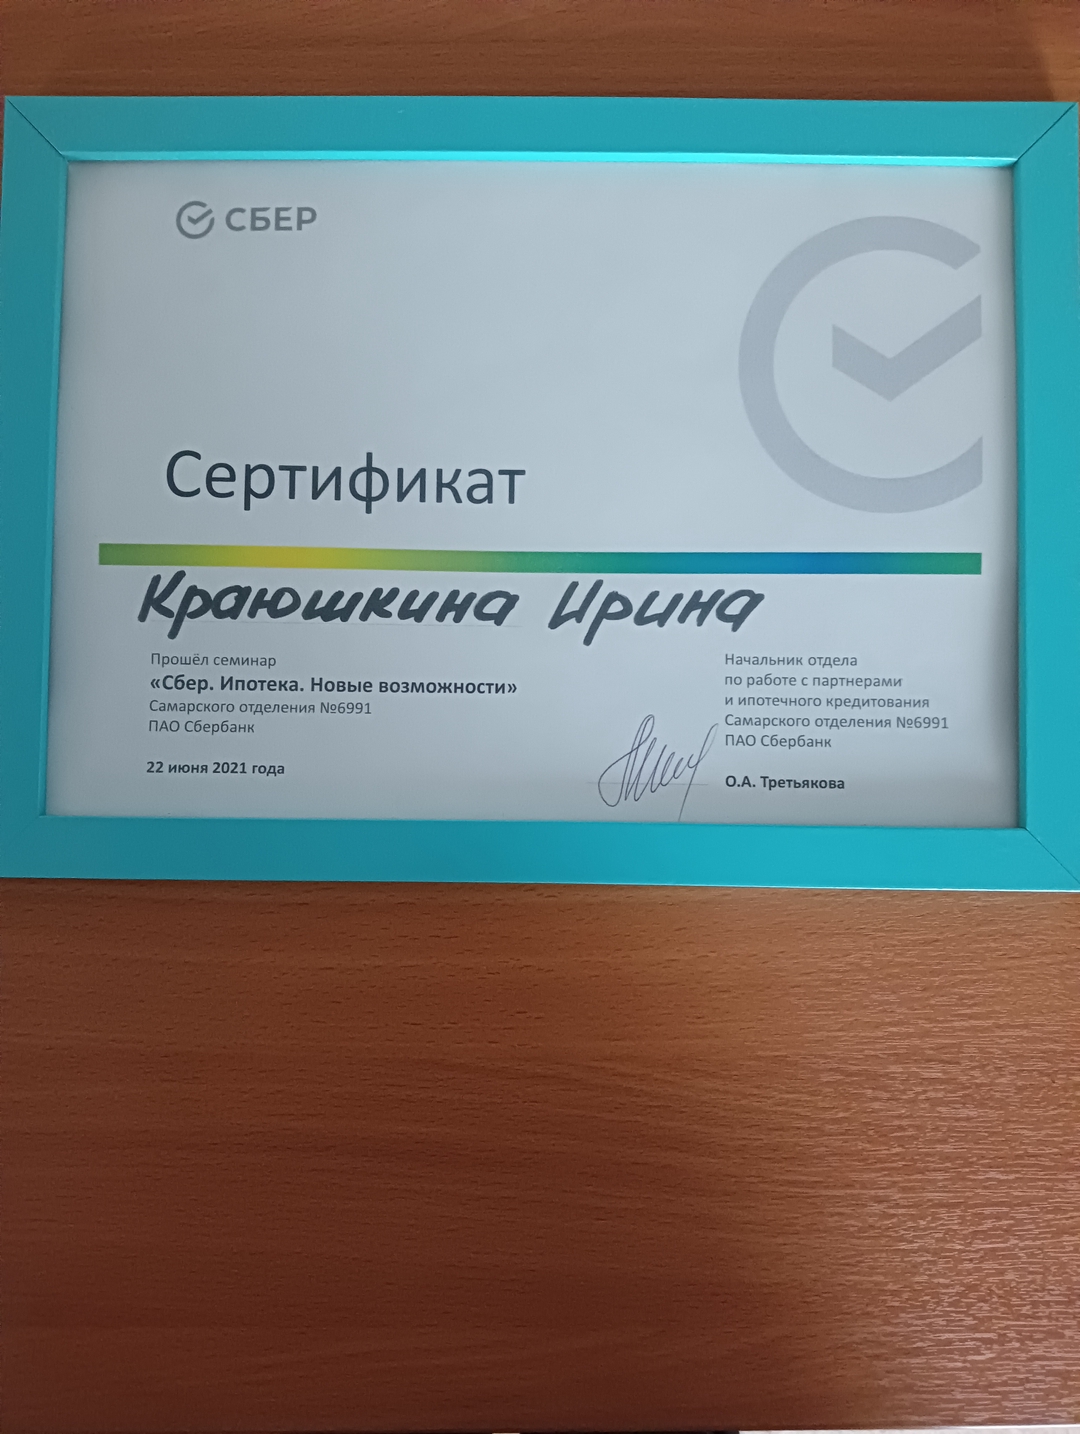 СБЕР
Сертификат
Краюшкина Ирина
Прошёл семинар
«Сбер. Ипотека. Новые возможности»
Самарского отделения №6991
ПАО Сбербанк
22 июня 2021 года
Начальник отдела
по работе с партнерами
и ипотечного кредитования
Самарского отделения №6991
ПАО Сбербанк
О.А. Третьякова